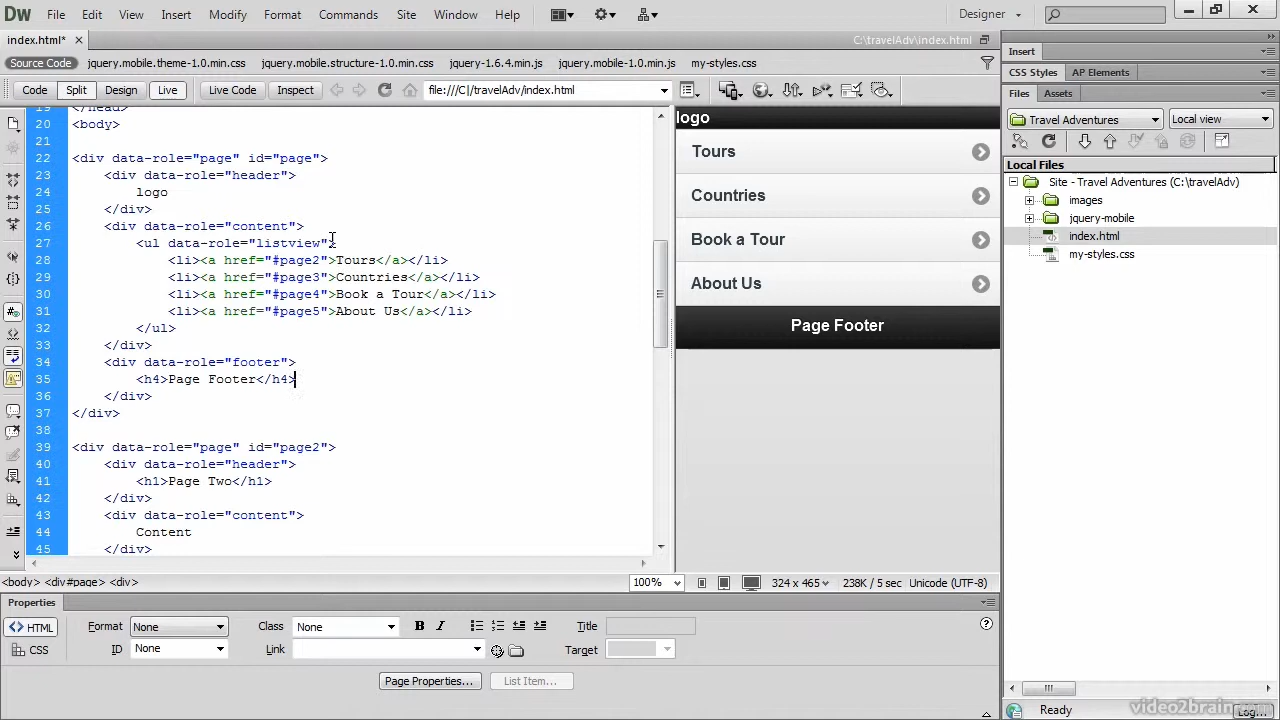 Dw File Edit View Insert Modify Format Commands Site Window Help Designer
index.html* × C:\travelAdv\index.html
Source Code jquery.mobile.theme-1.0.min.css jquery.mobile.structure-1.0.min.css jquery-1.6.4.min.js jquery.mobile-1.0.min.js my-styles.css
Code Split Design Live Live Code Inspect file:///C|/travelAdv/index.html
19 </head>
20 <body>
21
22 <div data-role="page" id="page">
23 <div data-role="header">
24 logo
25 </div>
26 <div data-role="content">
27 <ul data-role="listview">
28 <li><a href="#page2">Tours</a></li>
29 <li><a href="#page3">Countries</a></li>
30 <li><a href="#page4">Book a Tour</a></li>
31 <li><a href="#page5">About Us</a></li>
32 </ul>
33 </div>
34 <div data-role="footer">
35 <h4>Page Footer</h4>
36 </div>
37 </div>
38
39 <div data-role="page" id="page2">
40 <div data-role="header">
41 <h1>Page Two</h1>
42 </div>
43 <div data-role="content">
44 Content
45 </div>
logo
Tours
Countries
Book a Tour
About Us
Page Footer
Insert
CSS Styles AP Elements
Files Assets
Travel Adventures Local view
Local Files
Site - Travel Adventures (C:\travelAdv)
images
jquery-mobile
index.html
my-styles.css
<body> <div#page> <div> 100% 324 x 465 238K / 5 sec Unicode (UTF-8)
Properties
<> HTML Format None Class None B I Title
CSS ID None Link Target
Page Properties... List Item...
Ready Log...
video2brain.com